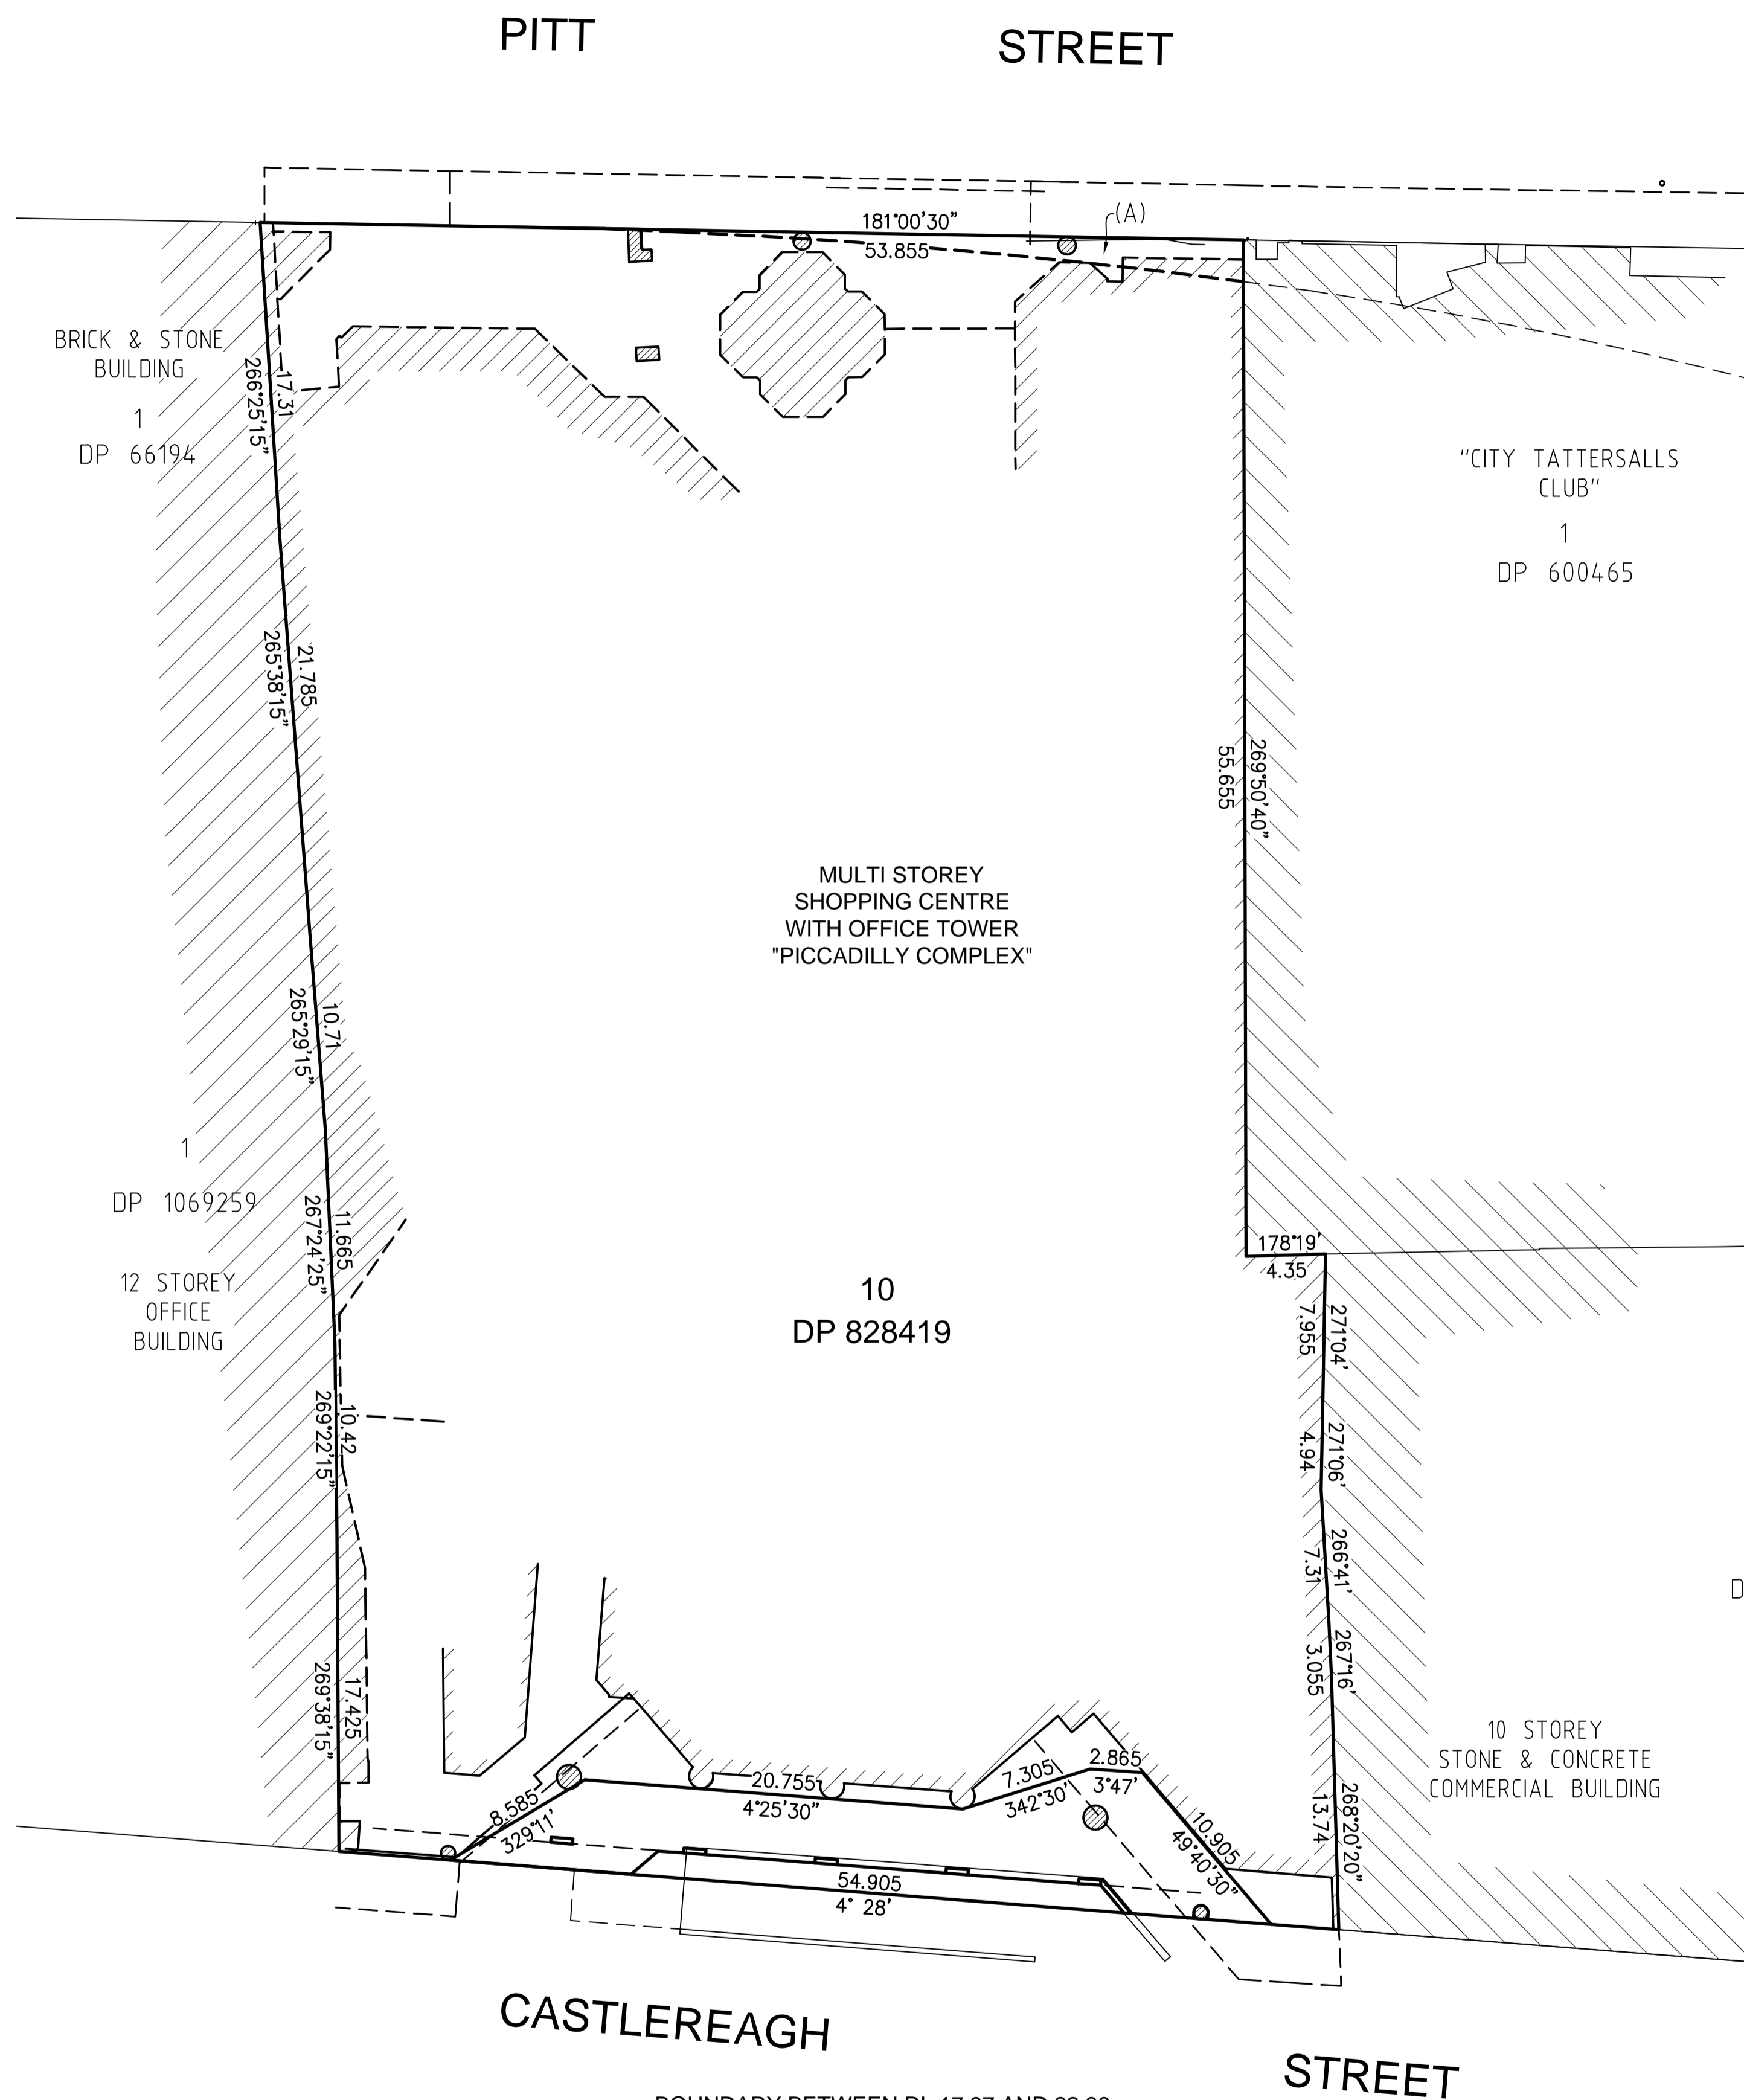 PITT STREET
181°00'30"
53.855
(A)
BRICK & STONE
BUILDING
1
DP 66194
266°25'15"
17.31
"CITY TATTERSALLS
CLUB"
1
DP 600465
265°38'15"
21.785
269°50'40"
55.655
MULTI STOREY
SHOPPING CENTRE
WITH OFFICE TOWER
"PICCADILLY COMPLEX"
265°29'15"
10.71
1
DP 1069259
12 STOREY
OFFICE
BUILDING
267°24'25"
11.665
178°19'
4.35
10
DP 828419
271°04'
7.955
269°22'15"
10.42
271°06'
4.94
266°41'
7.31
D
267°16'
3.055
269°38'15"
17.425
10 STOREY
STONE & CONCRETE
COMMERCIAL BUILDING
268°20'20"
13.74
8.585
329°11'
20.755
4°25'30"
7.305
342°30'
2.865
3°47'
10.905
49°40'30"
54.905
4° 28'
CASTLEREAGH STREET